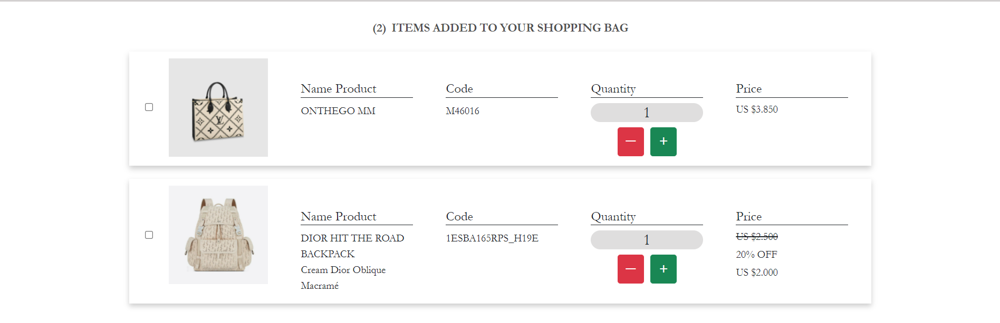 (2) ITEMS ADDED TO YOUR SHOPPING BAG
Name Product
Code
Quantity
Price
ONTHEGO MM
M46016
1
US $3.850
— +
Name Product
Code
Quantity
Price
DIOR HIT THE ROAD
BACKPACK
Cream Dior Oblique
Macramé
1ESBA165RPS_H19E
1
— +
US $2.500
20% OFF
US $2.000